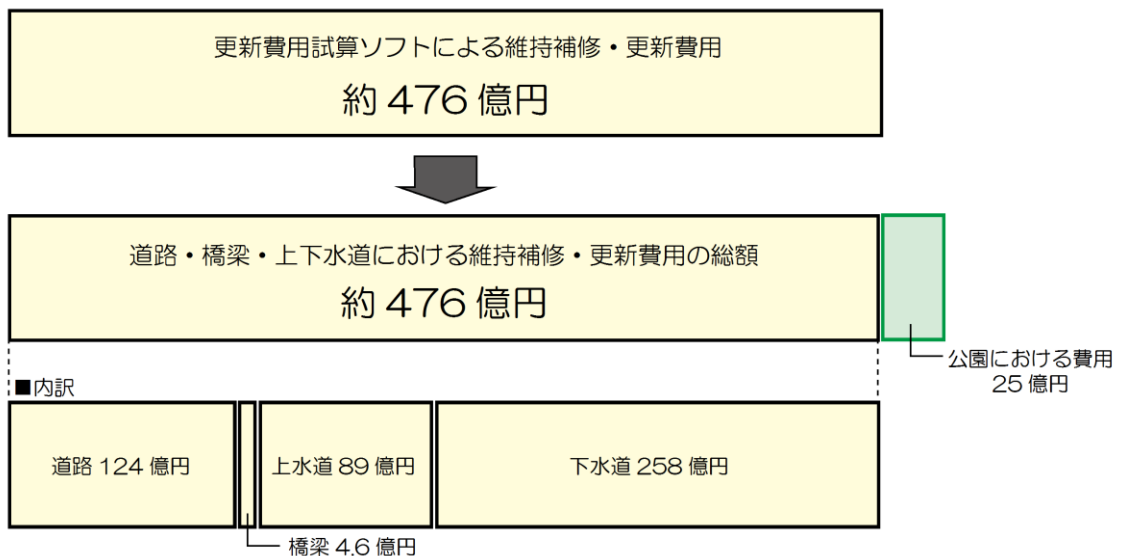 更新費用試算ソフトによる維持補修・更新費用
約 476 億円
道路・橋梁・上下水道における維持補修・更新費用の総額
約 476 億円
公園における費用
25 億円
■内訳
道路 124 億円
上水道 89 億円
下水道 258 億円
橋梁 4.6 億円